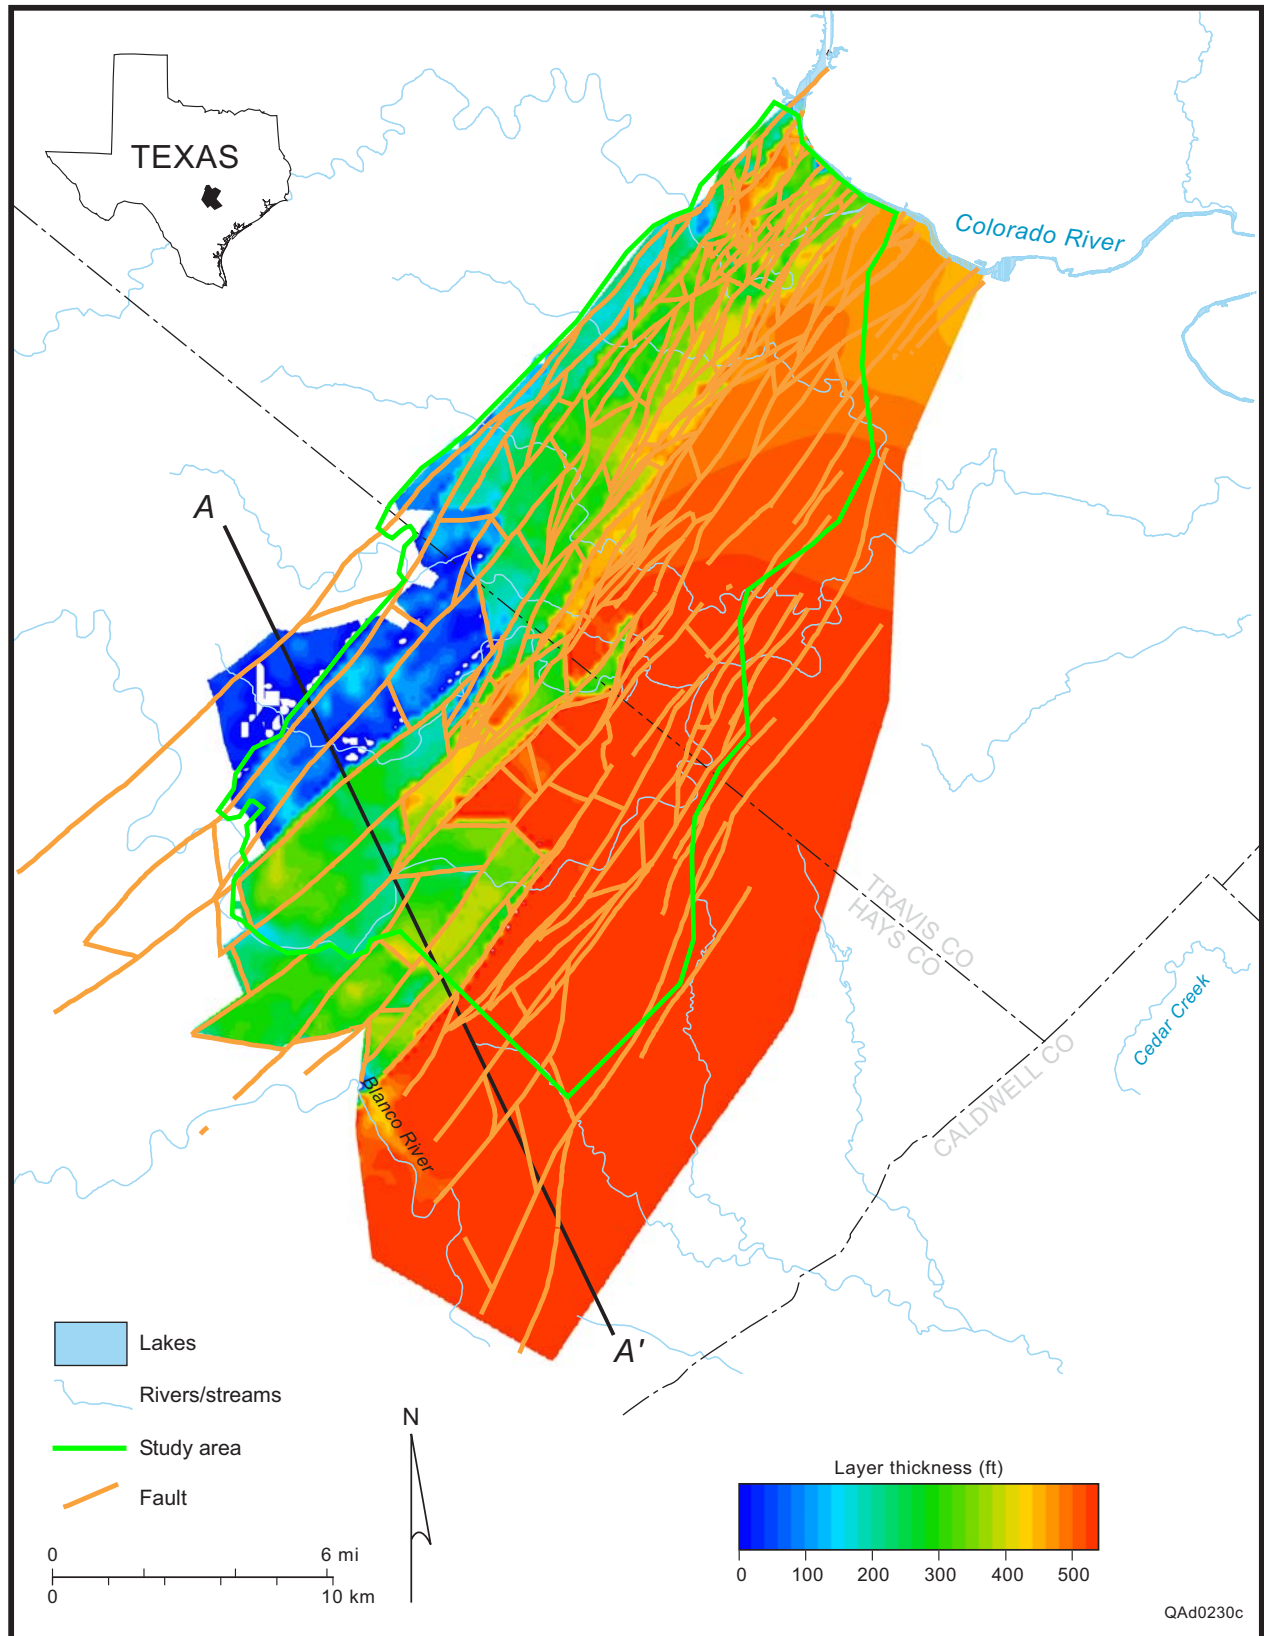 TEXAS
Colorado River
A
TRAVIS CO
HAYS CO
Cedar Creek
CALDWELL CO
Blanco River
A'
Lakes
Rivers/streams
Study area
Fault
N
0 6 mi
0 10 km
Layer thickness (ft)
0 100 200 300 400 500
QAd0230c